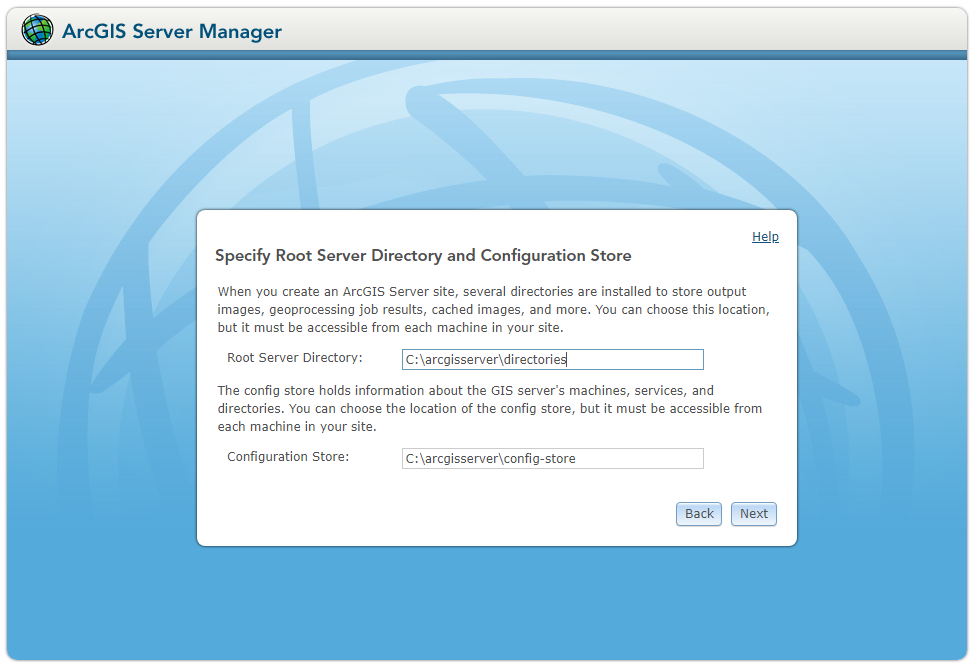 ArcGIS Server Manager
Help
Specify Root Server Directory and Configuration Store
When you create an ArcGIS Server site, several directories are installed to store output
images, geoprocessing job results, cached images, and more. You can choose this location,
but it must be accessible from each machine in your site.
Root Server Directory: C:\arcgisserver\directories
The config store holds information about the GIS server's machines, services, and
directories. You can choose the location of the config store, but it must be accessible from
each machine in your site.
Configuration Store: C:\arcgisserver\config-store
Back Next